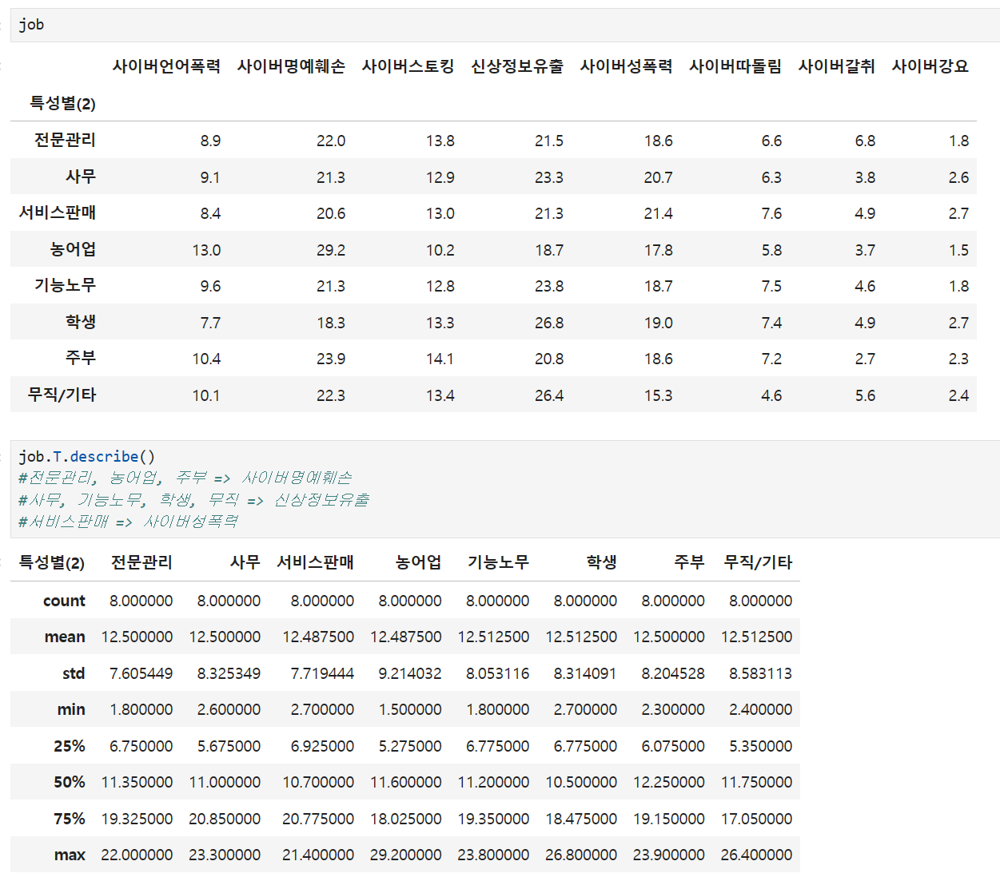 job
사이버언어폭력 사이버명예훼손 사이버스토킹 신상정보유출 사이버성폭력 사이버따돌림 사이버갈취 사이버강요
특성별(2)
전문관리 8.9 22.0 13.8 21.5 18.6 6.6 6.8 1.8
사무 9.1 21.3 12.9 23.3 20.7 6.3 3.8 2.6
서비스판매 8.4 20.6 13.0 21.3 21.4 7.6 4.9 2.7
농어업 13.0 29.2 10.2 18.7 17.8 5.8 3.7 1.5
기능노무 9.6 21.3 12.8 23.8 18.7 7.5 4.6 1.8
학생 7.7 18.3 13.3 26.8 19.0 7.4 4.9 2.7
주부 10.4 23.9 14.1 20.8 18.6 7.2 2.7 2.3
무직/기타 10.1 22.3 13.4 26.4 15.3 4.6 5.6 2.4
job.T.describe()
#전문관리, 농어업, 주부 => 사이버명예훼손
#사무, 기능노무, 학생, 무직 => 신상정보유출
#서비스판매 => 사이버성폭력
특성별(2) 전문관리 사무 서비스판매 농어업 기능노무 학생 주부 무직/기타
count 8.000000 8.000000 8.000000 8.000000 8.000000 8.000000 8.000000 8.000000
mean 12.500000 12.500000 12.487500 12.487500 12.512500 12.512500 12.500000 12.512500
std 7.605449 8.325349 7.719444 9.214032 8.053116 8.314091 8.204528 8.583113
min 1.800000 2.600000 2.700000 1.500000 1.800000 2.700000 2.300000 2.400000
25% 6.750000 5.675000 6.925000 5.275000 6.775000 6.775000 6.075000 5.350000
50% 11.350000 11.000000 10.700000 11.600000 11.200000 10.500000 12.250000 11.750000
75% 19.325000 20.850000 20.775000 18.025000 19.350000 18.475000 19.150000 17.050000
max 22.000000 23.300000 21.400000 29.200000 23.800000 26.800000 23.900000 26.400000